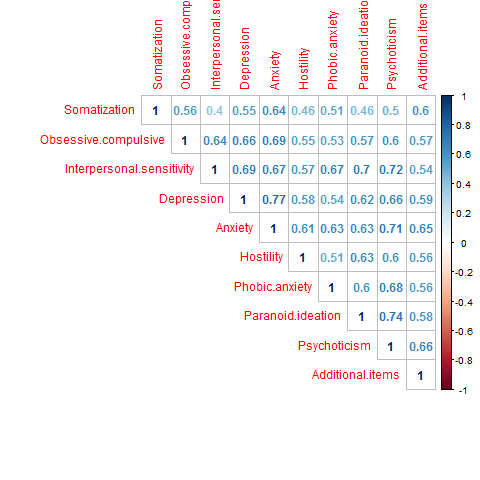 Somatization
Obsessive.comp
Interpersonal.se
Depression
Anxiety
Hostility
Phobic.anxiety
Paranoid.ideatio
Psychoticism
Additional.items
Somatization 1 0.56 0.4 0.55 0.64 0.46 0.51 0.46 0.5 0.6
Obsessive.compulsive 1 0.64 0.66 0.69 0.55 0.53 0.57 0.6 0.57
Interpersonal.sensitivity 1 0.69 0.67 0.57 0.67 0.7 0.72 0.54
Depression 1 0.77 0.58 0.54 0.62 0.66 0.59
Anxiety 1 0.61 0.63 0.63 0.71 0.65
Hostility 1 0.51 0.63 0.6 0.56
Phobic.anxiety 1 0.6 0.68 0.56
Paranoid.ideation 1 0.74 0.58
Psychoticism 1 0.66
Additional.items 1
1
0.8
0.6
0.4
0.2
0
-0.2
-0.4
-0.6
-0.8
-1